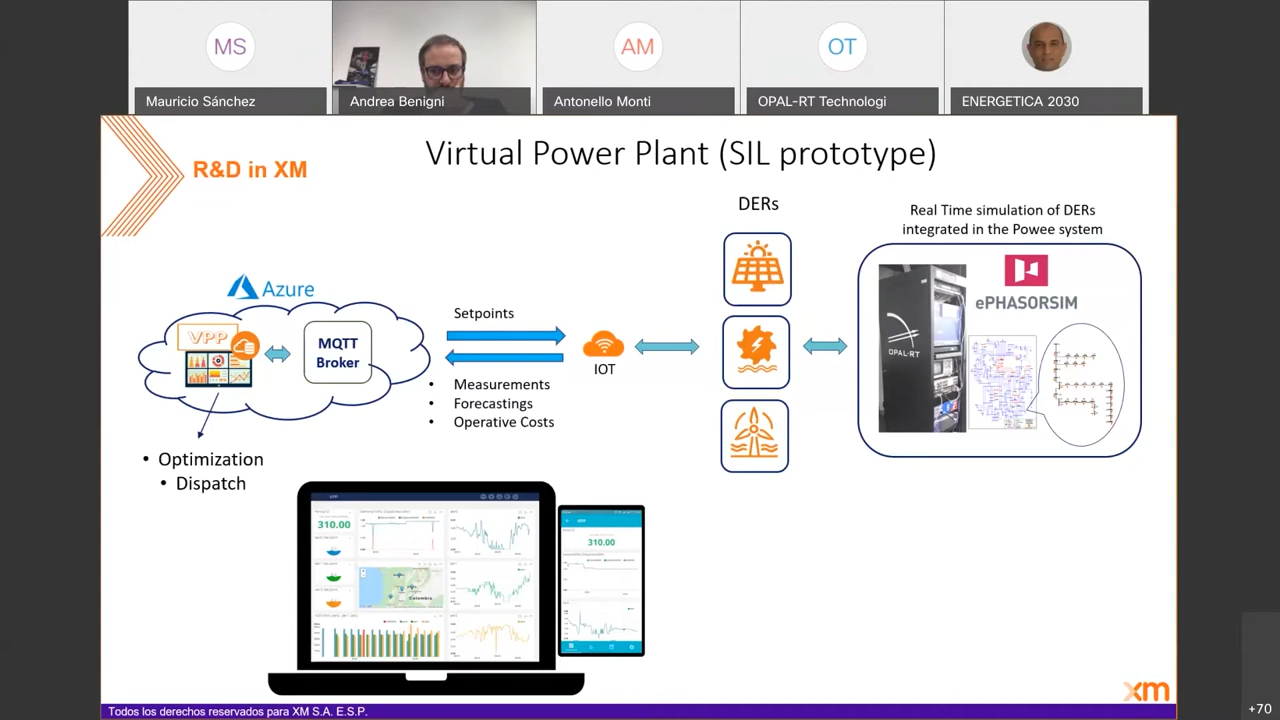 MS
AM
OT
Mauricio Sánchez
Andrea Benigni
Antonello Monti
OPAL-RT Technologi
ENERGETICA 2030
R&D in XM
Virtual Power Plant (SIL prototype)
DERs
Real Time simulation of DERs
integrated in the Powee system
Azure
VPP
MQTT
Broker
Setpoints
IOT
• Measurements
• Forecastings
• Operative Costs
ePHASORSIM
OPAL-RT
• Optimization
• Dispatch
VPP
310.00
Colombia
VPP
310.00
xm
Todos los derechos reservados para XM S.A. E.S.P.
+70